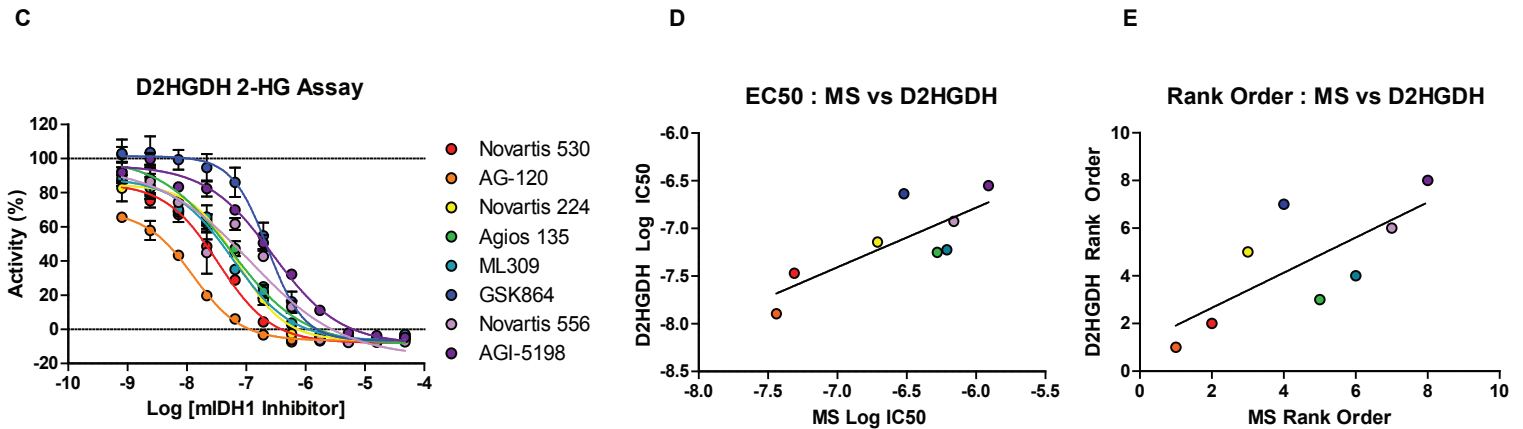 C
D2HGDH 2-HG Assay
120
100
80
60
40
20
0
-20
-10
-9
-8
-7
-6
-5
-4
Activity (%)
Log [mIDH1 Inhibitor]
Novartis 530
AG-120
Novartis 224
Agios 135
ML309
GSK864
Novartis 556
AGI-5198
D
EC50 : MS vs D2HGDH
-6.0
-6.5
-7.0
-7.5
-8.0
-8.5
-8.0
-7.5
-7.0
-6.5
-6.0
-5.5
D2HGDH Log IC50
MS Log IC50
E
Rank Order : MS vs D2HGDH
10
8
6
4
2
0
0
2
4
6
8
10
D2HGDH Rank Order
MS Rank Order